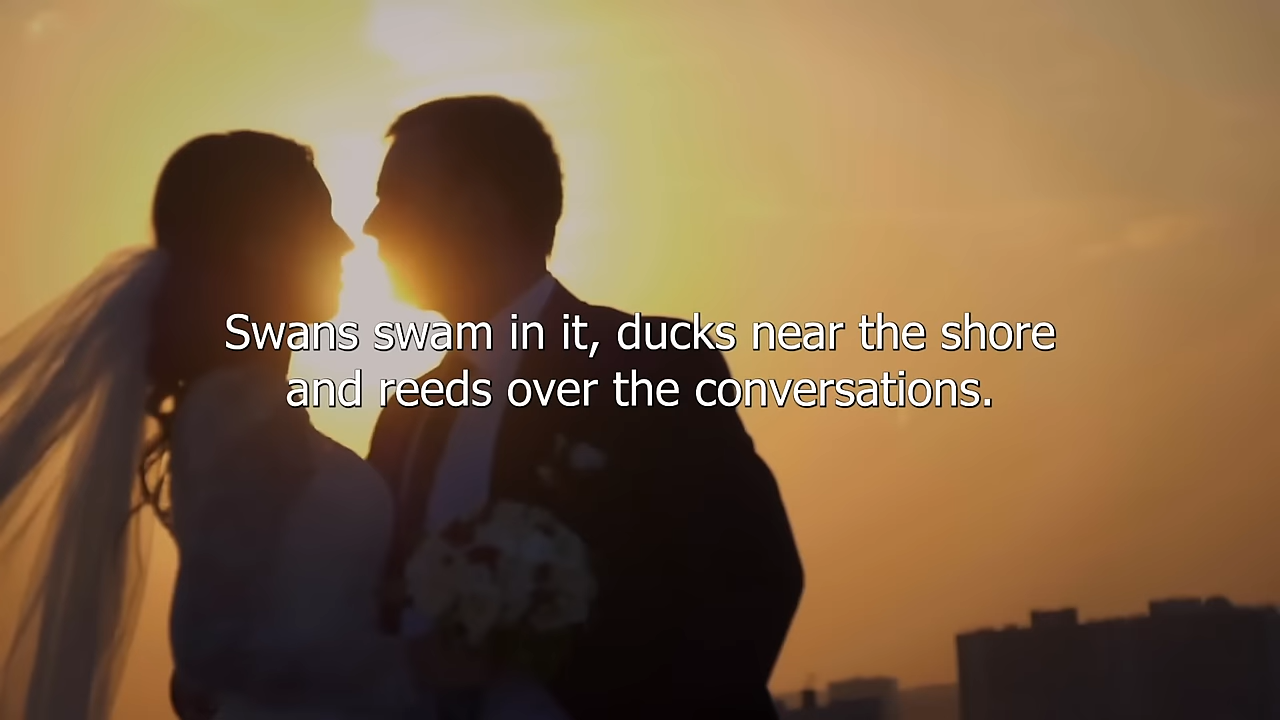 Swans swam in it, ducks near the shore
and reeds over the conversations.